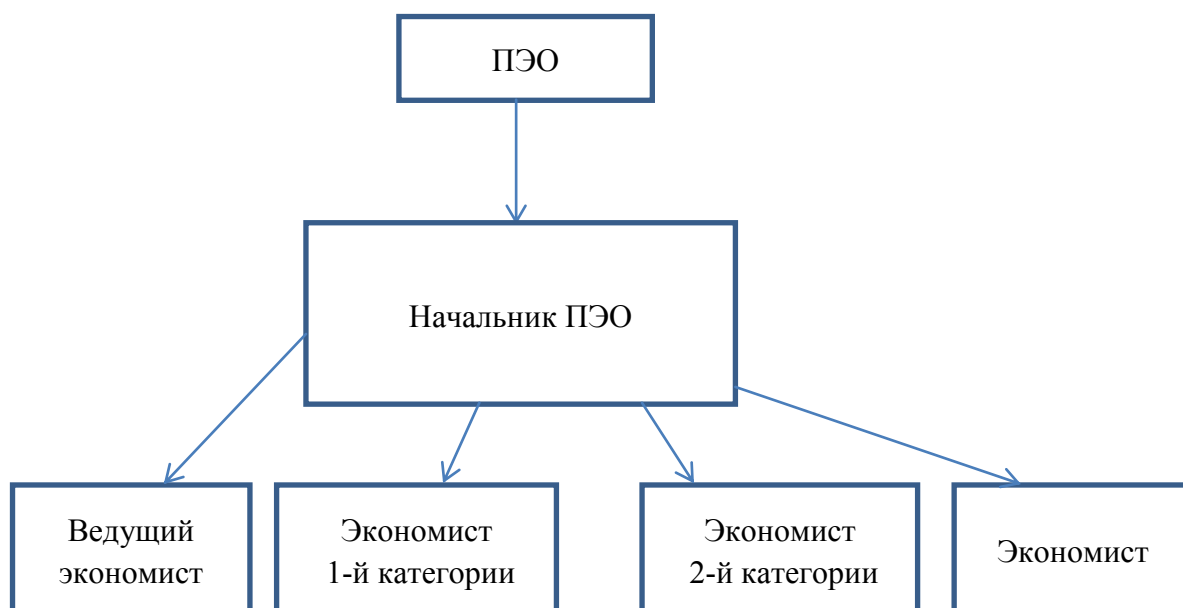 ПЭО
Начальник ПЭО
Ведущий
экономист
Экономист
1-й категории
Экономист
2-й категории
Экономист